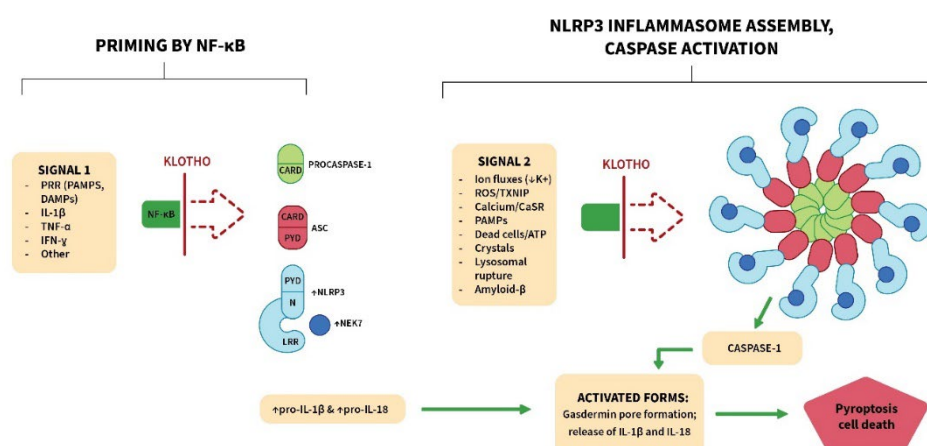 PRIMING BY NF-κB
NLRP3 INFLAMMASOME ASSEMBLY,
CASPASE ACTIVATION
SIGNAL 1
- PRR (PAMPS,
DAMPs)
- IL-1β
- TNF-α
- IFN-γ
- Other
NF-κB
KLOTHO
CARD
PROCASPASE-1
CARD
PYD
ASC
PYD
N
LRR
↑NLRP3
↑NEK7
SIGNAL 2
- Ion fluxes (↓K+)
- ROS/TXNIP
- Calcium/CaSR
- PAMPs
- Dead cells/ATP
- Crystals
- Lysosomal
rupture
- Amyloid-β
KLOTHO
CASPASE-1
↑pro-IL-1β & ↑pro-IL-18
ACTIVATED FORMS:
Gasdermin pore formation;
release of IL-1β and IL-18
Pyroptosis
cell death